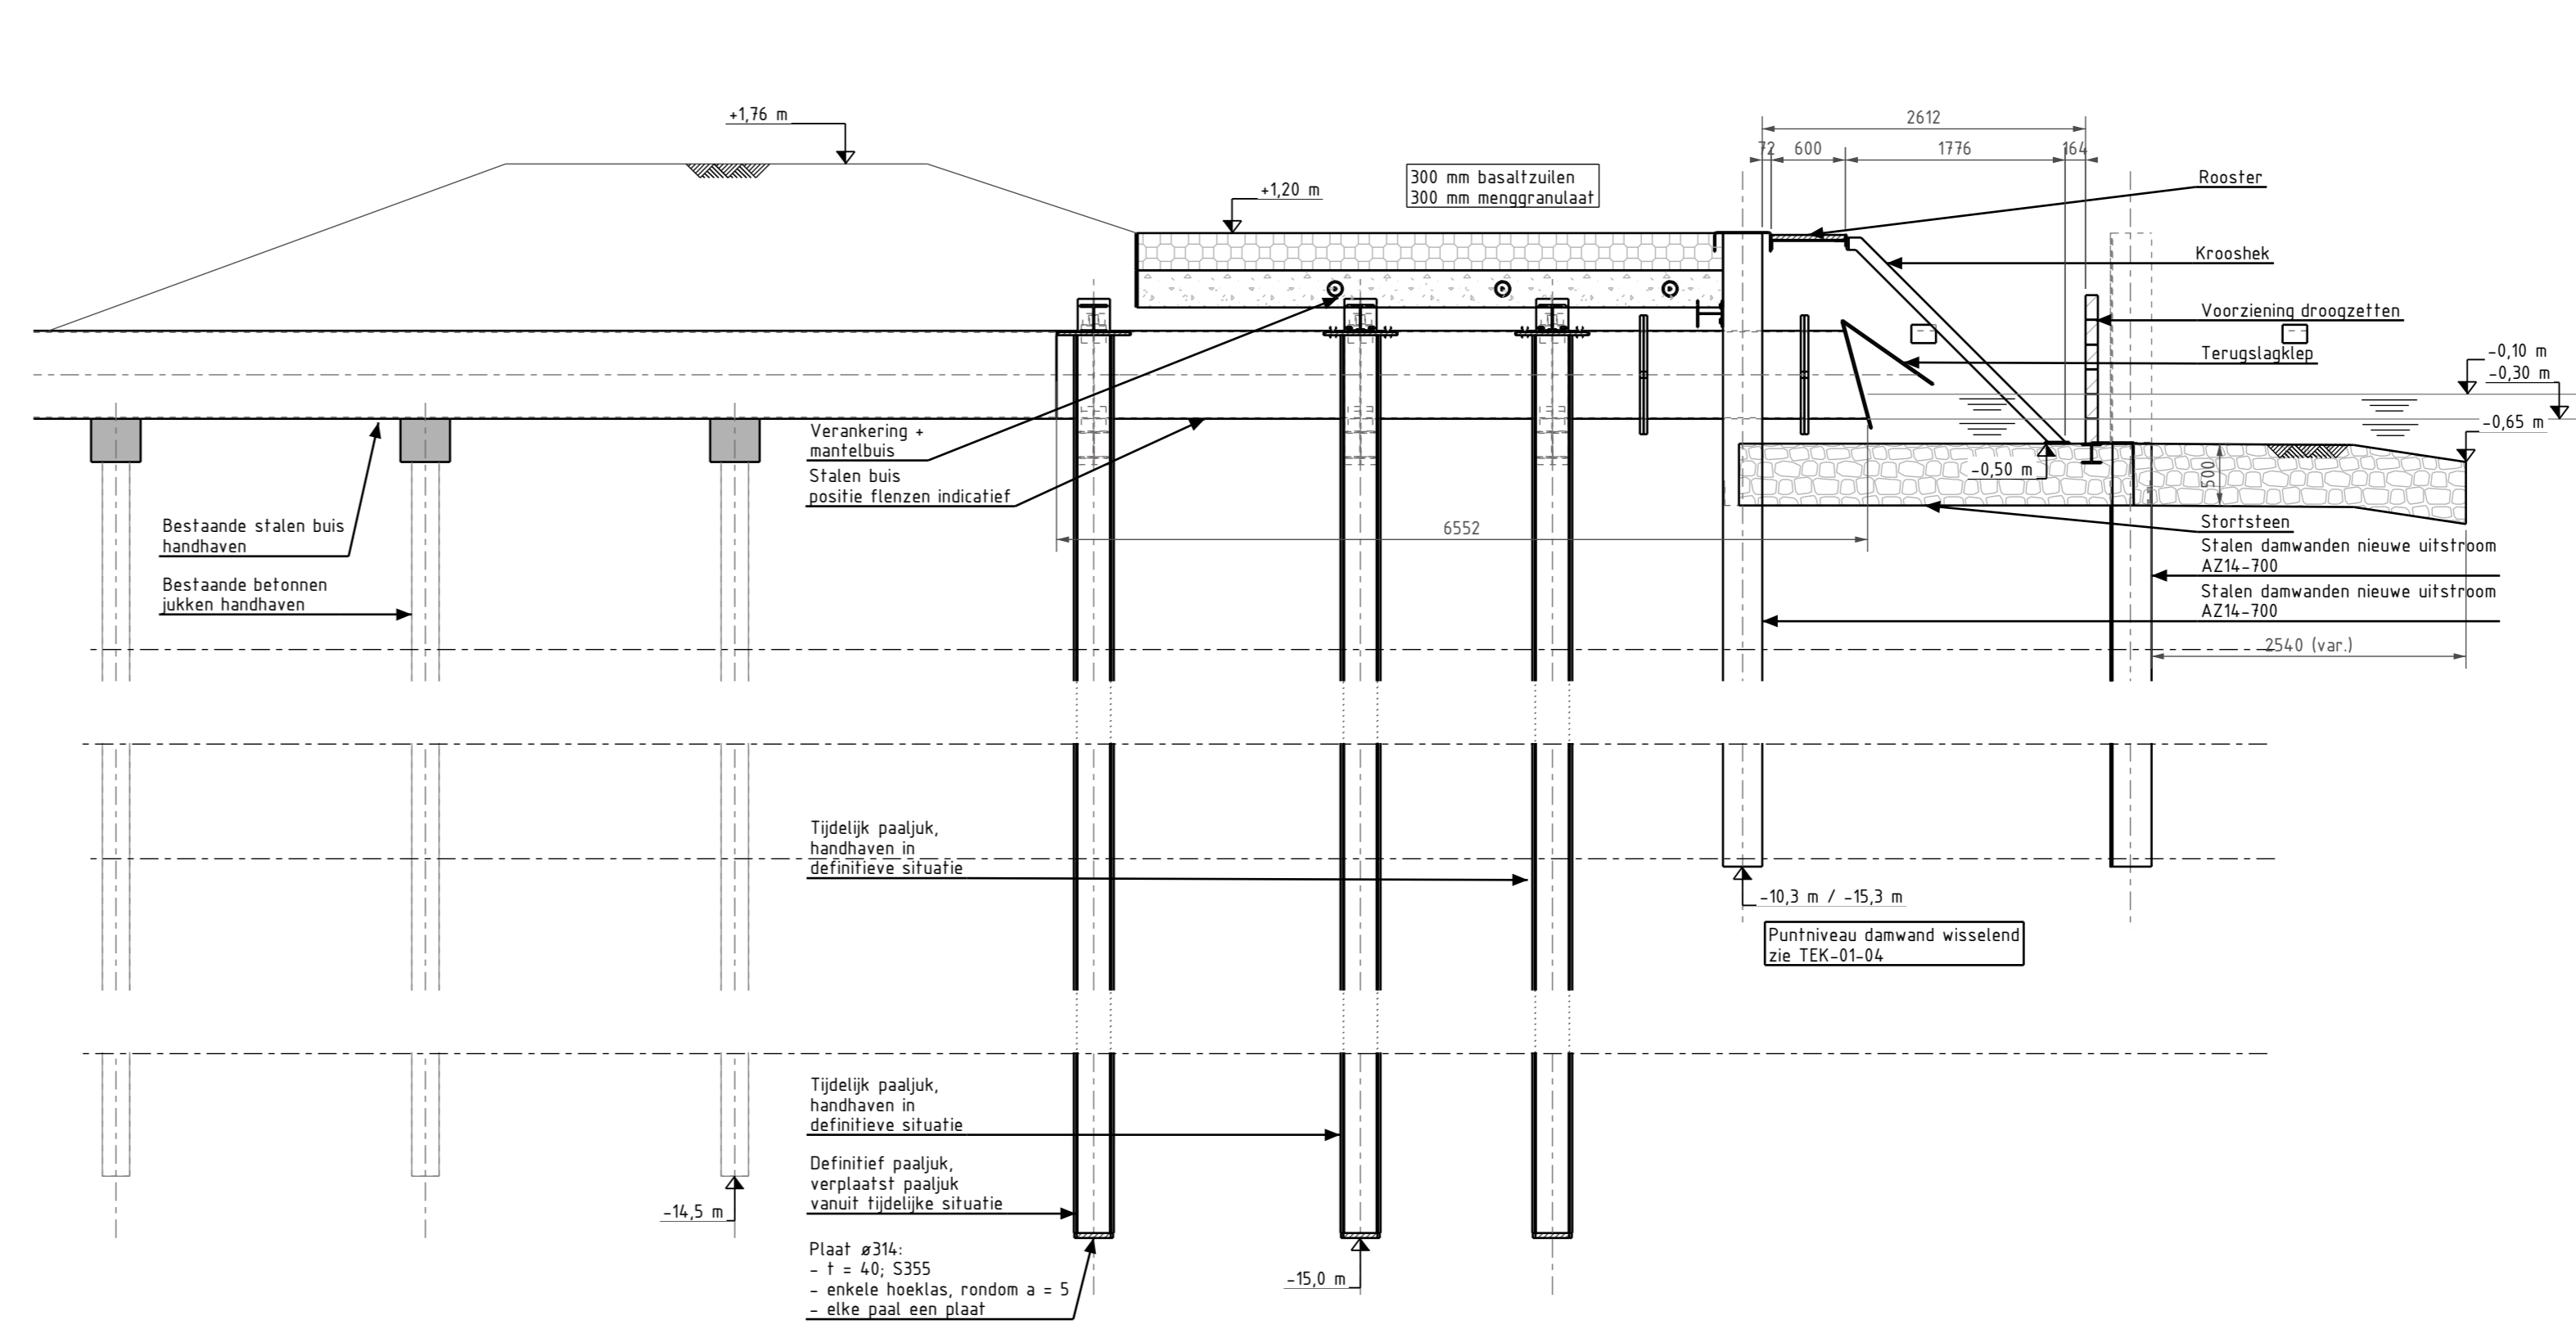 +1,76 m
+1,20 m
300 mm basaltzuilen
300 mm menggranulaat
2612
72
600
1776
164
Rooster
Krooshek
Voorziening droogzetten
Terugslagklep
-0,10 m
-0,30 m
-0,65 m
-0,50 m
500
Verankering +
mantelbuis
Stalen buis
positie flenzen indicatief
6552
Bestaande stalen buis
handhaven
Bestaande betonnen
jukken handhaven
Stortsteen
Stalen damwanden nieuwe uitstroom
AZ14-700
Stalen damwanden nieuwe uitstroom
AZ14-700
2540 (var.)
Tijdelijk paaljuk,
handhaven in
definitieve situatie
-10,3 m / -15,3 m
Puntniveau damwand wisselend
zie TEK-01-04
Tijdelijk paaljuk,
handhaven in
definitieve situatie
Definitief paaljuk,
verplaatst paaljuk
vanuit tijdelijke situatie
-14,5 m
Plaat ø314:
- t = 40; S355
- enkele hoeklas, rondom a = 5
- elke paal een plaat
-15,0 m